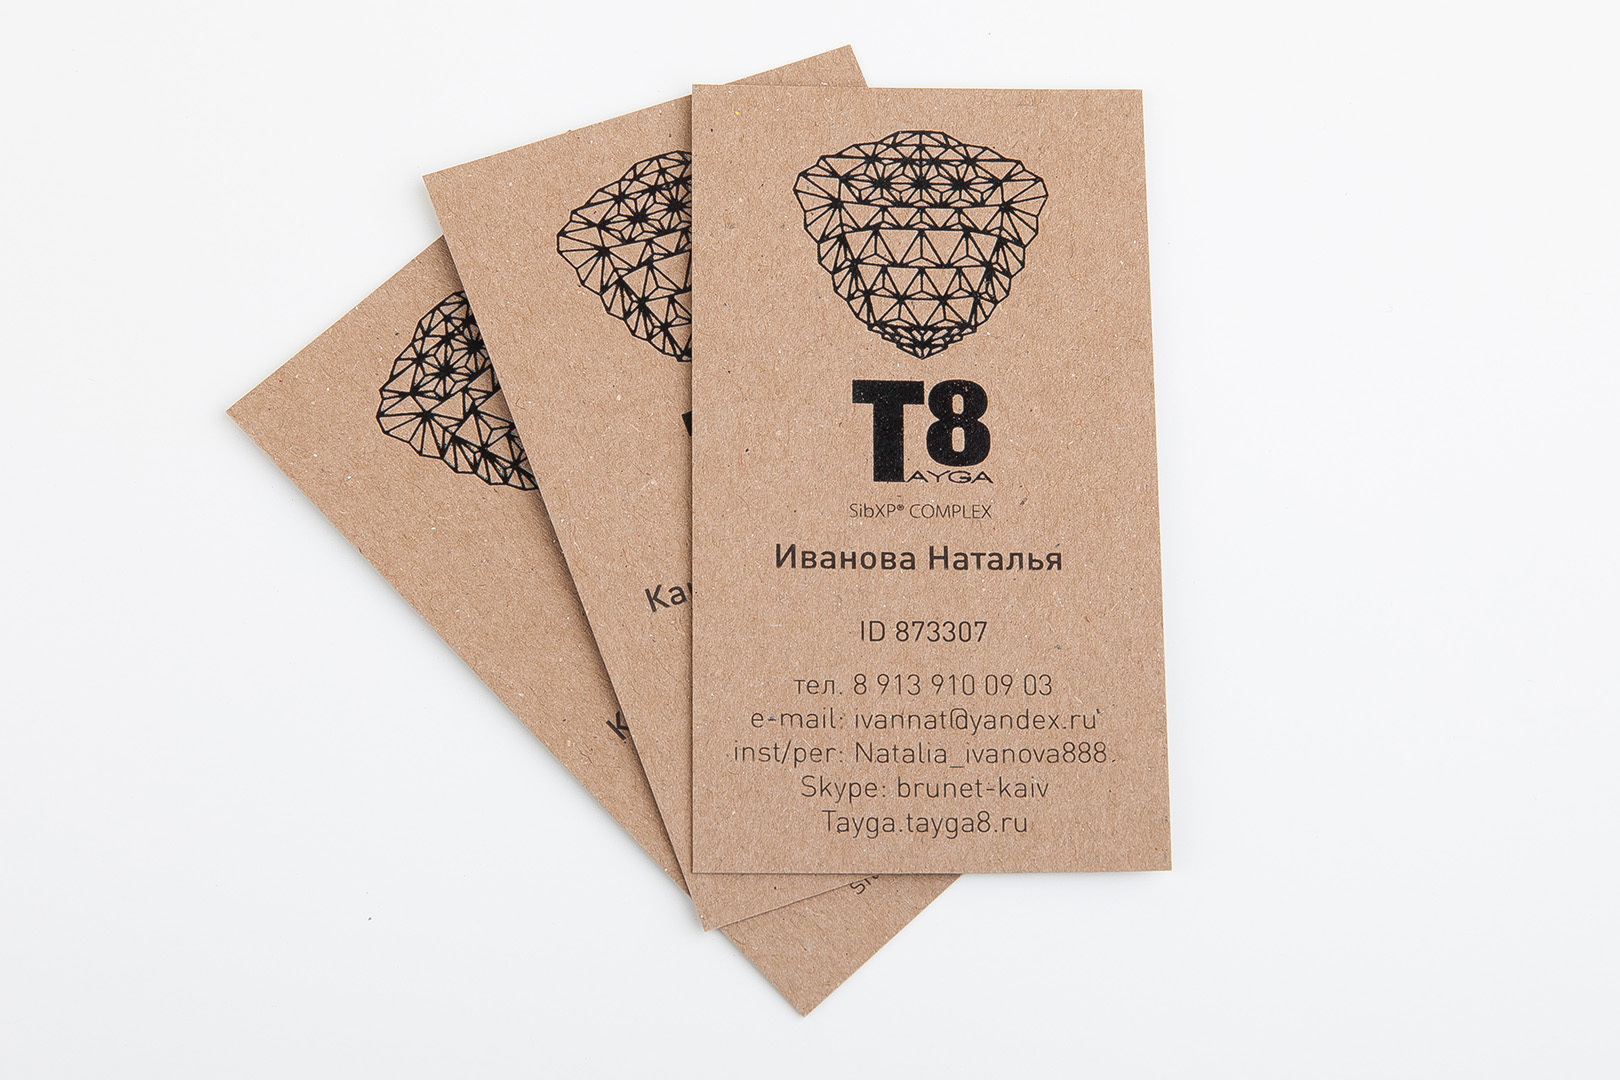 T8
TAYGA
SibXP® COMPLEX
Иванова Наталья
ID 873307
тел. 8 913 910 09 03
e-mail: ivannat@yandex.ru
inst/per: Natalia_ivanova888
Skype: brunet-kaiv
Tayga.tayga8.ru